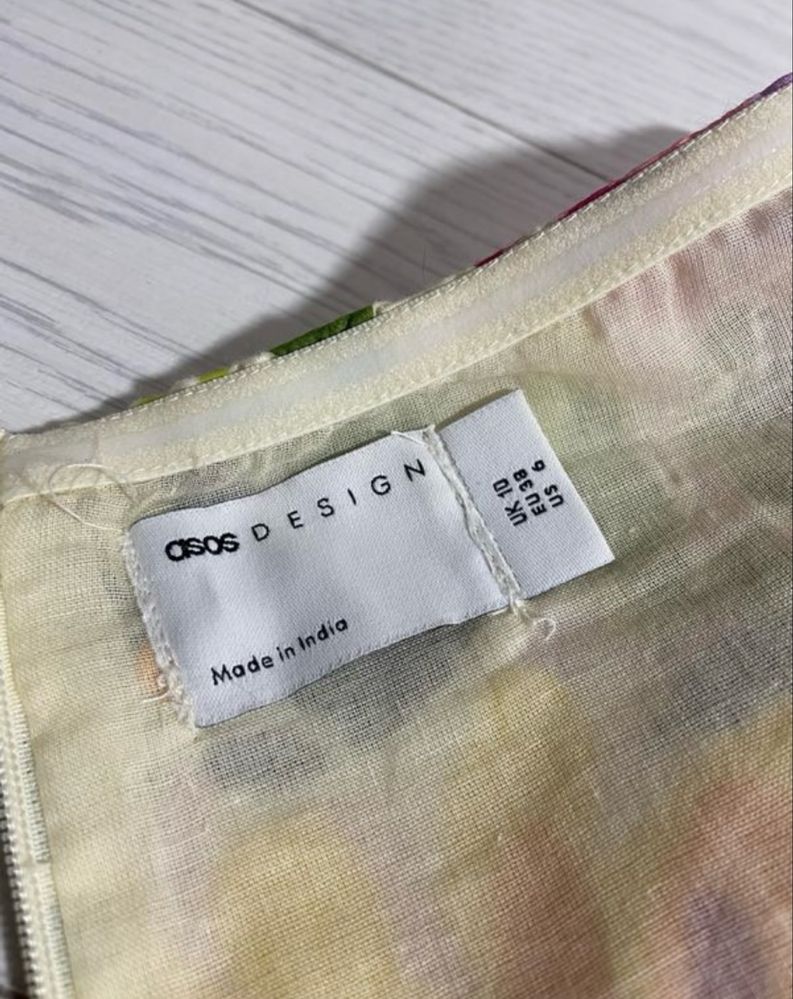 asos DESIGN
Made in India
UK 10
EU 38
US 6